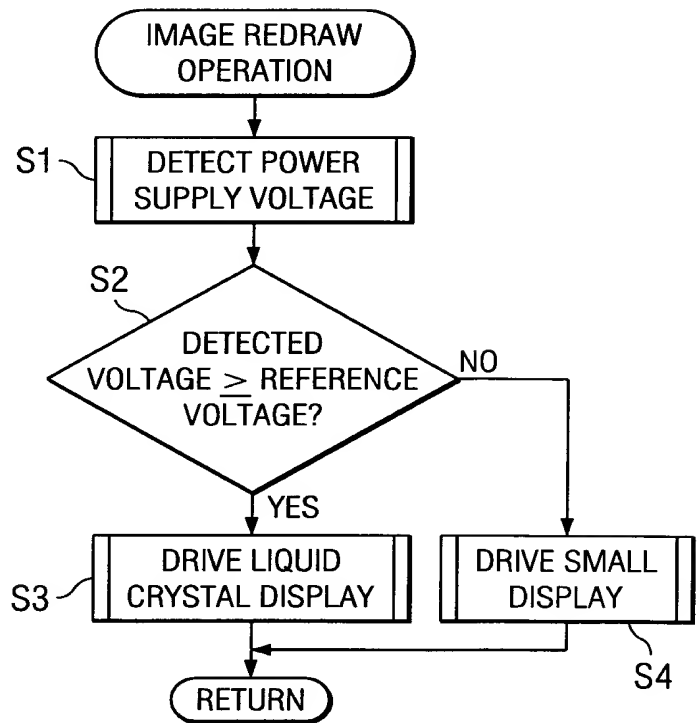 IMAGE REDRAW
OPERATION
S1
DETECT POWER
SUPPLY VOLTAGE
S2
DETECTED
VOLTAGE ≥ REFERENCE
VOLTAGE?
NO
YES
S3
DRIVE LIQUID
CRYSTAL DISPLAY
DRIVE SMALL
DISPLAY
S4
RETURN